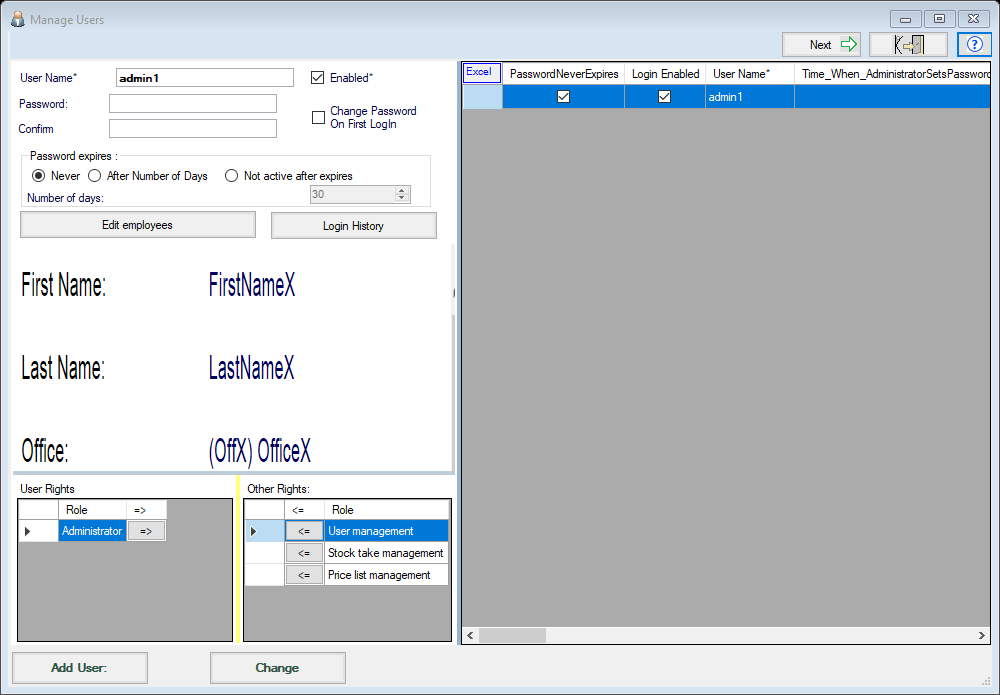 Manage Users
Next
User Name*
admin1
Enabled*
Password:
Change Password
On First LogIn
Confirm
Password expires :
Never
After Number of Days
Not active after expires
Number of days:
30
Edit employees
Login History
First Name:
FirstNameX
Last Name:
LastNameX
Office:
(OffX) OfficeX
User Rights
Role
=>
Administrator
=>
Other Rights:
<=
Role
<=
User management
<=
Stock take management
<=
Price list management
Excel
PasswordNeverExpires
Login Enabled
User Name*
Time_When_AdministratorSetsPassword
admin1
Add User:
Change